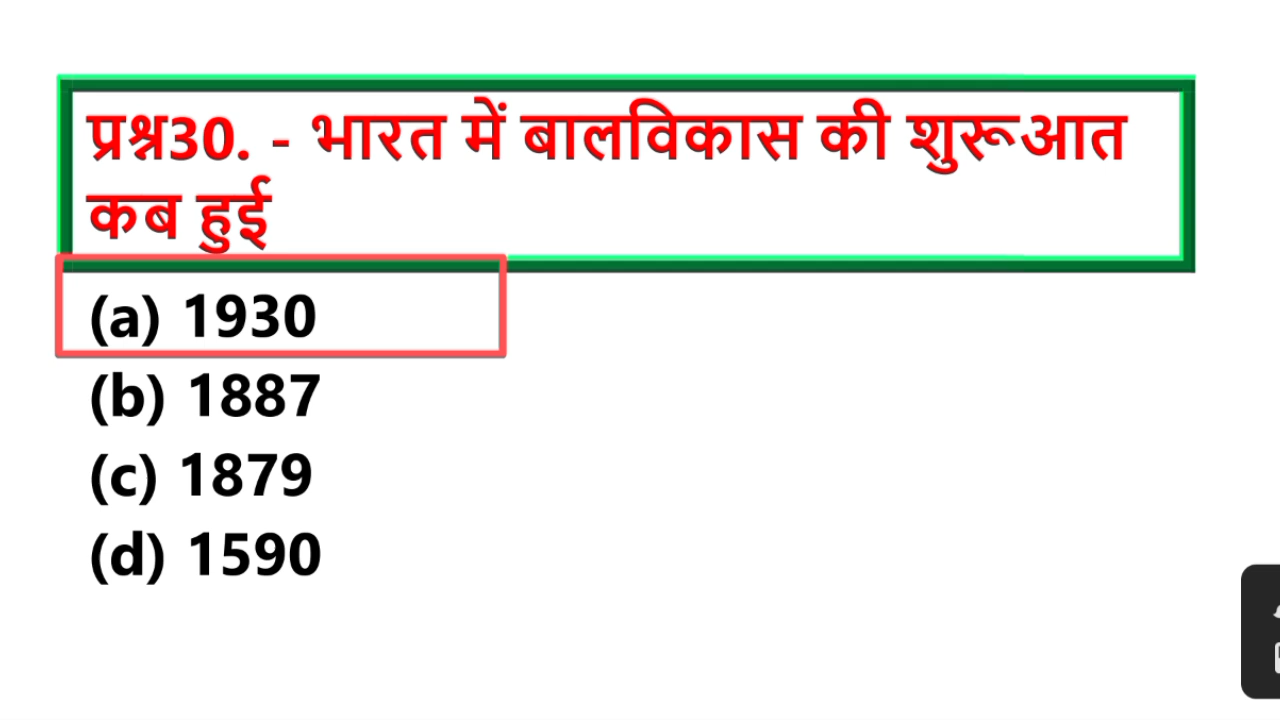 प्रश्न30. - भारत में बालविकास की शुरूआत
कब हुई
(a) 1930
(b) 1887
(c) 1879
(d) 1590